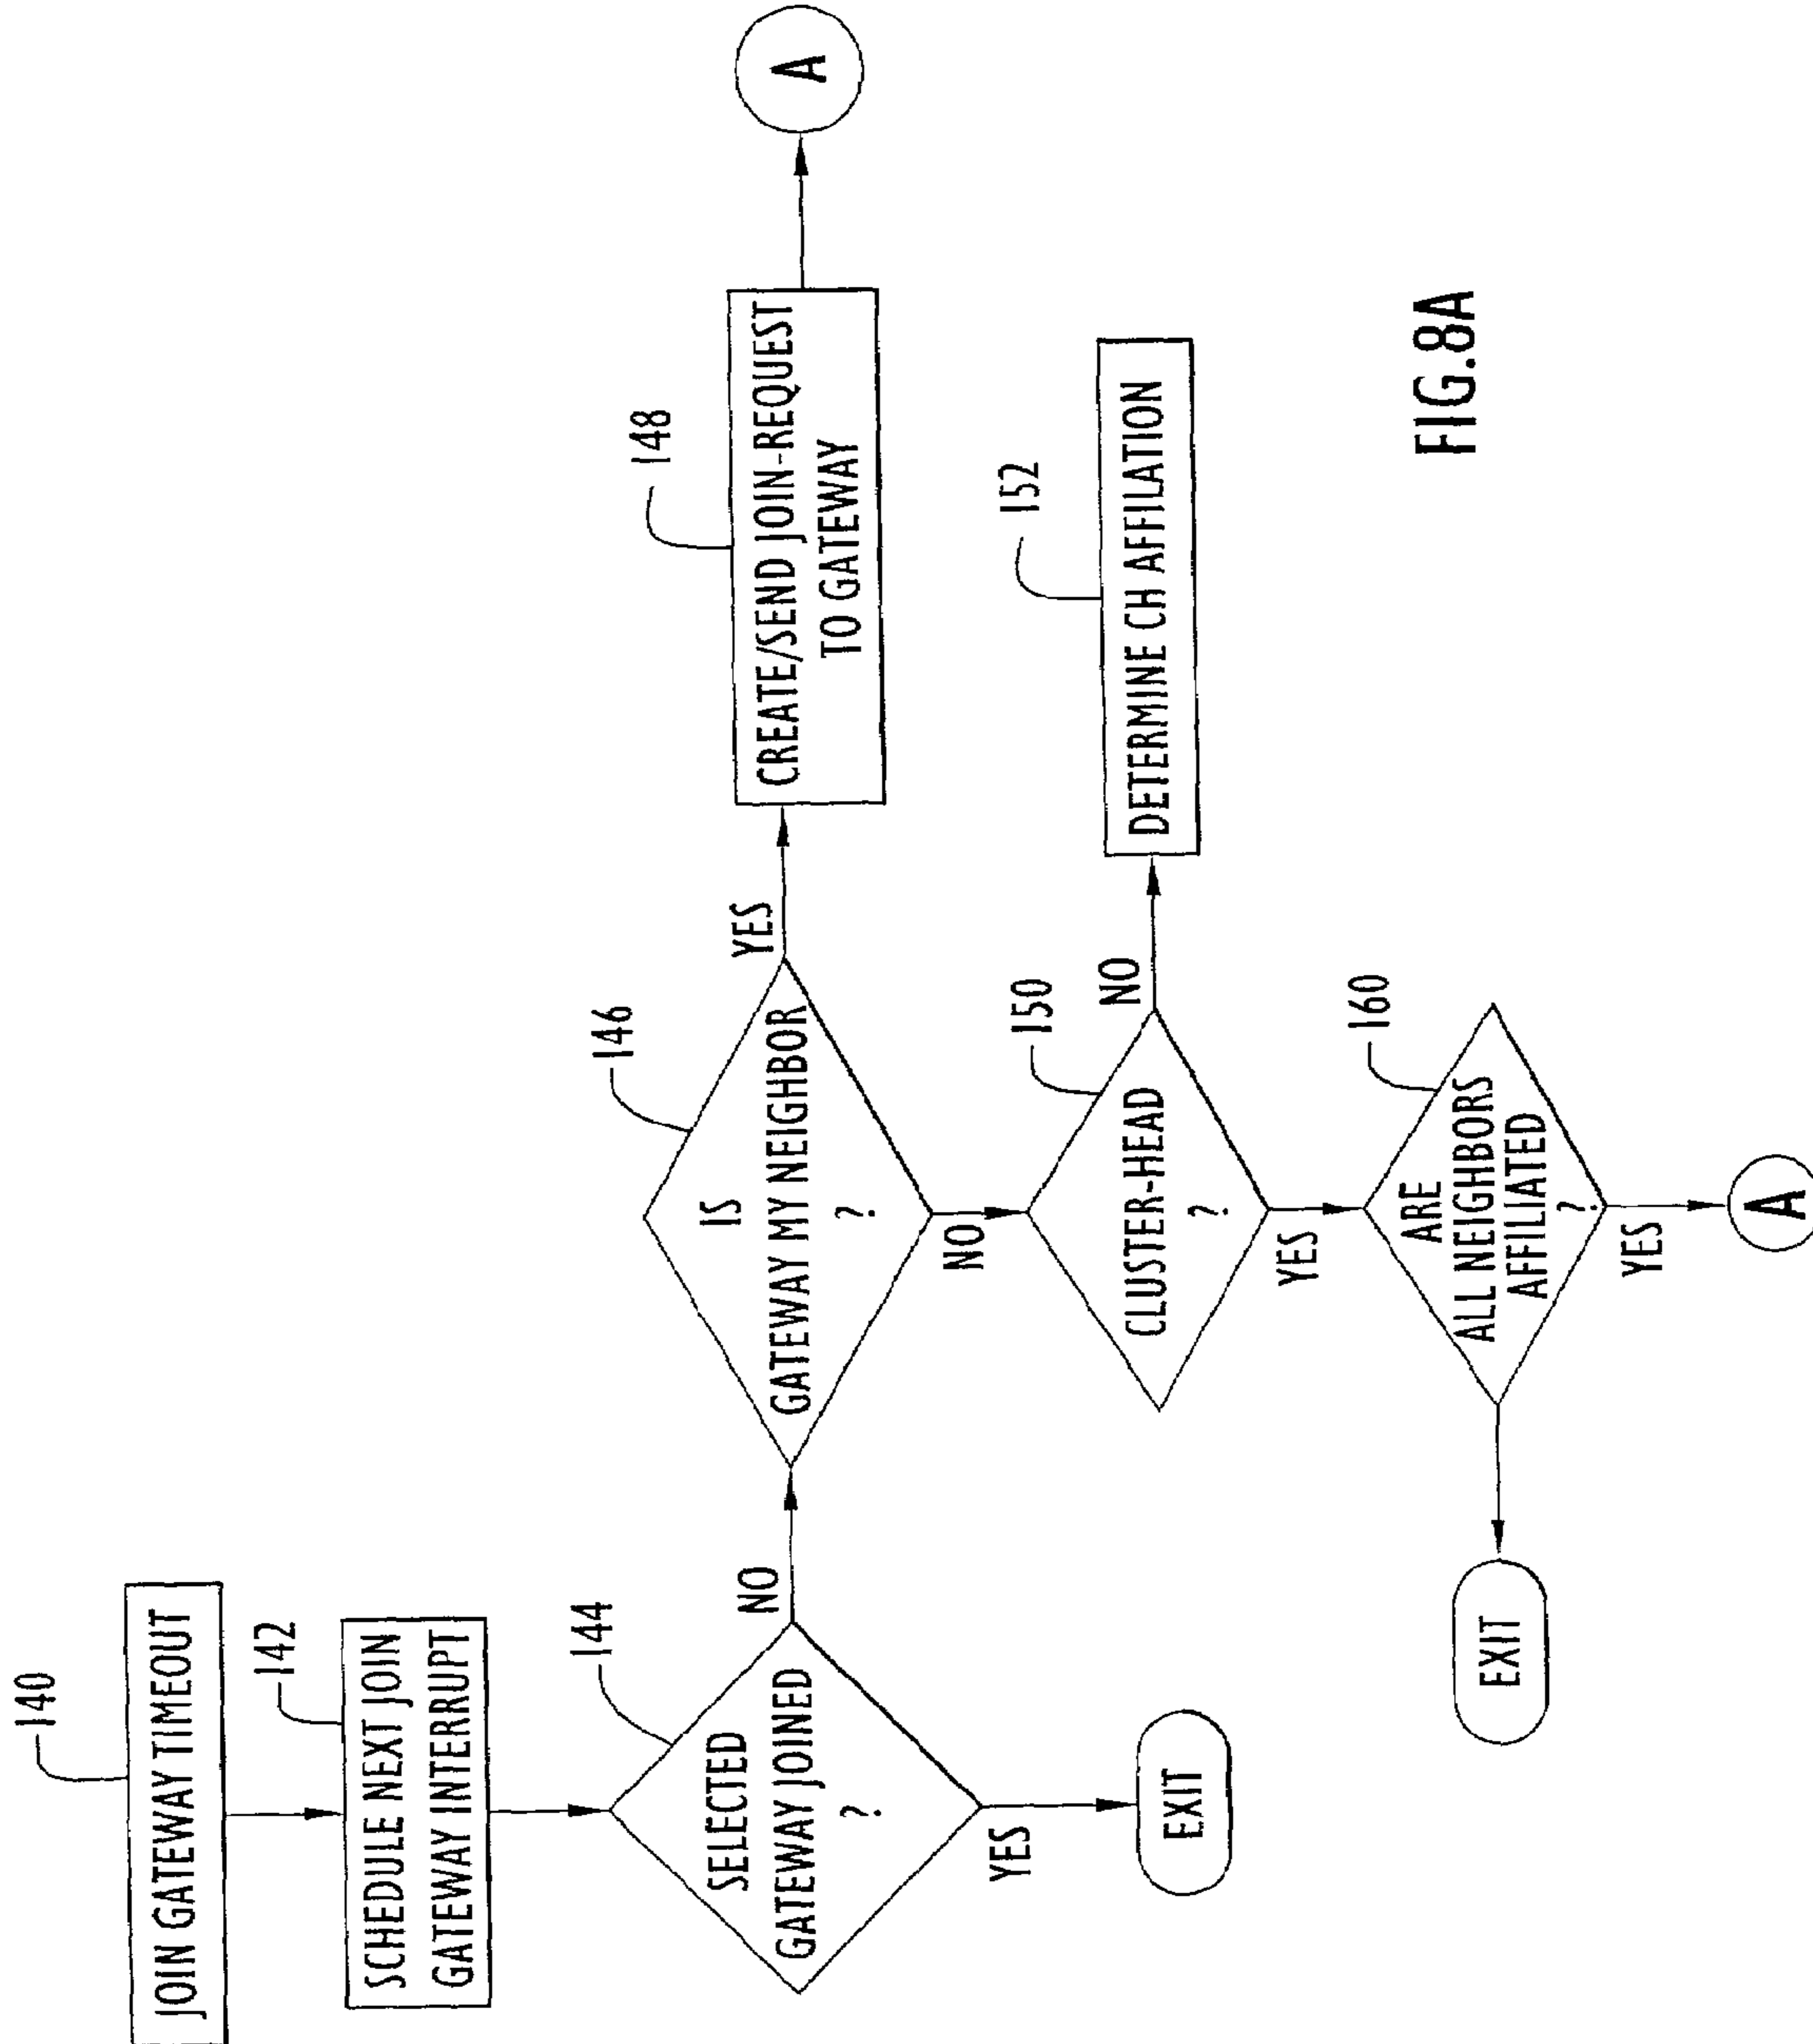 140
JOIN GATEWAY TIMEOUT
142
SCHEDULE NEXT JOIN
GATEWAY INTERRUPT
144
SELECTED
GATEWAY JOINED
?
NO
YES
EXIT
146
IS
GATEWAY MY NEIGHBOR
?
YES
NO
148
CREATE/SEND JOIN-REQUEST
TO GATEWAY
A
150
CLUSTER-HEAD
?
NO
YES
152
DETERMINE CH AFFILATION
160
ARE
ALL NEIGHBORS
AFFILIATED
?
YES
EXIT
A
FIG.8A